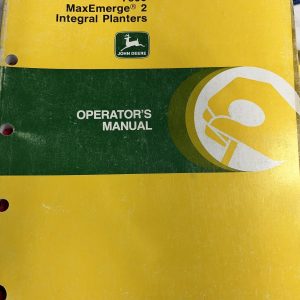 MaxEmerge® 2
Integral Planters
JOHN DEERE
OPERATOR'S
MANUAL